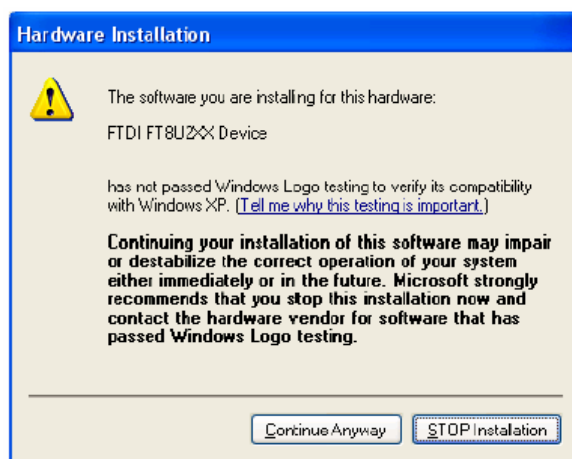 Hardware Installation
The software you are installing for this hardware:
FTDI FT8U2XX Device
has not passed Windows Logo testing to verify its compatibility
with Windows XP. (Tell me why this testing is important.)
Continuing your installation of this software may impair
or destabilize the correct operation of your system
either immediately or in the future. Microsoft strongly
recommends that you stop this installation now and
contact the hardware vendor for software that has
passed Windows Logo testing.
Continue Anyway
STOP Installation